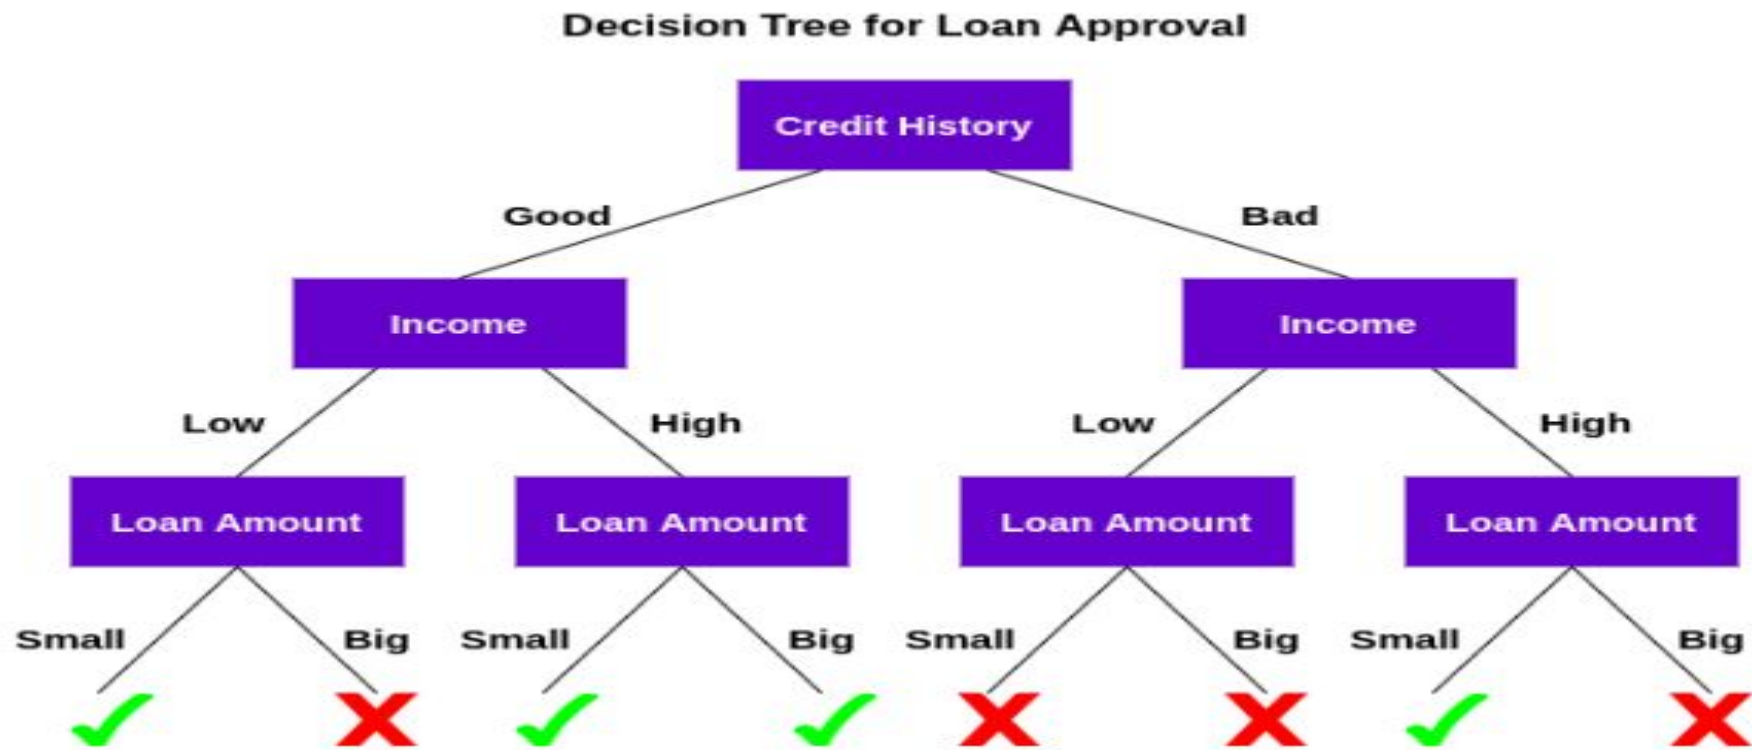 Decision Tree for Loan Approval
Credit History
Good
Bad
Income
Income
Low
High
Low
High
Loan Amount
Loan Amount
Loan Amount
Loan Amount
Small
Big
Small
Big
Small
Big
Small
Big